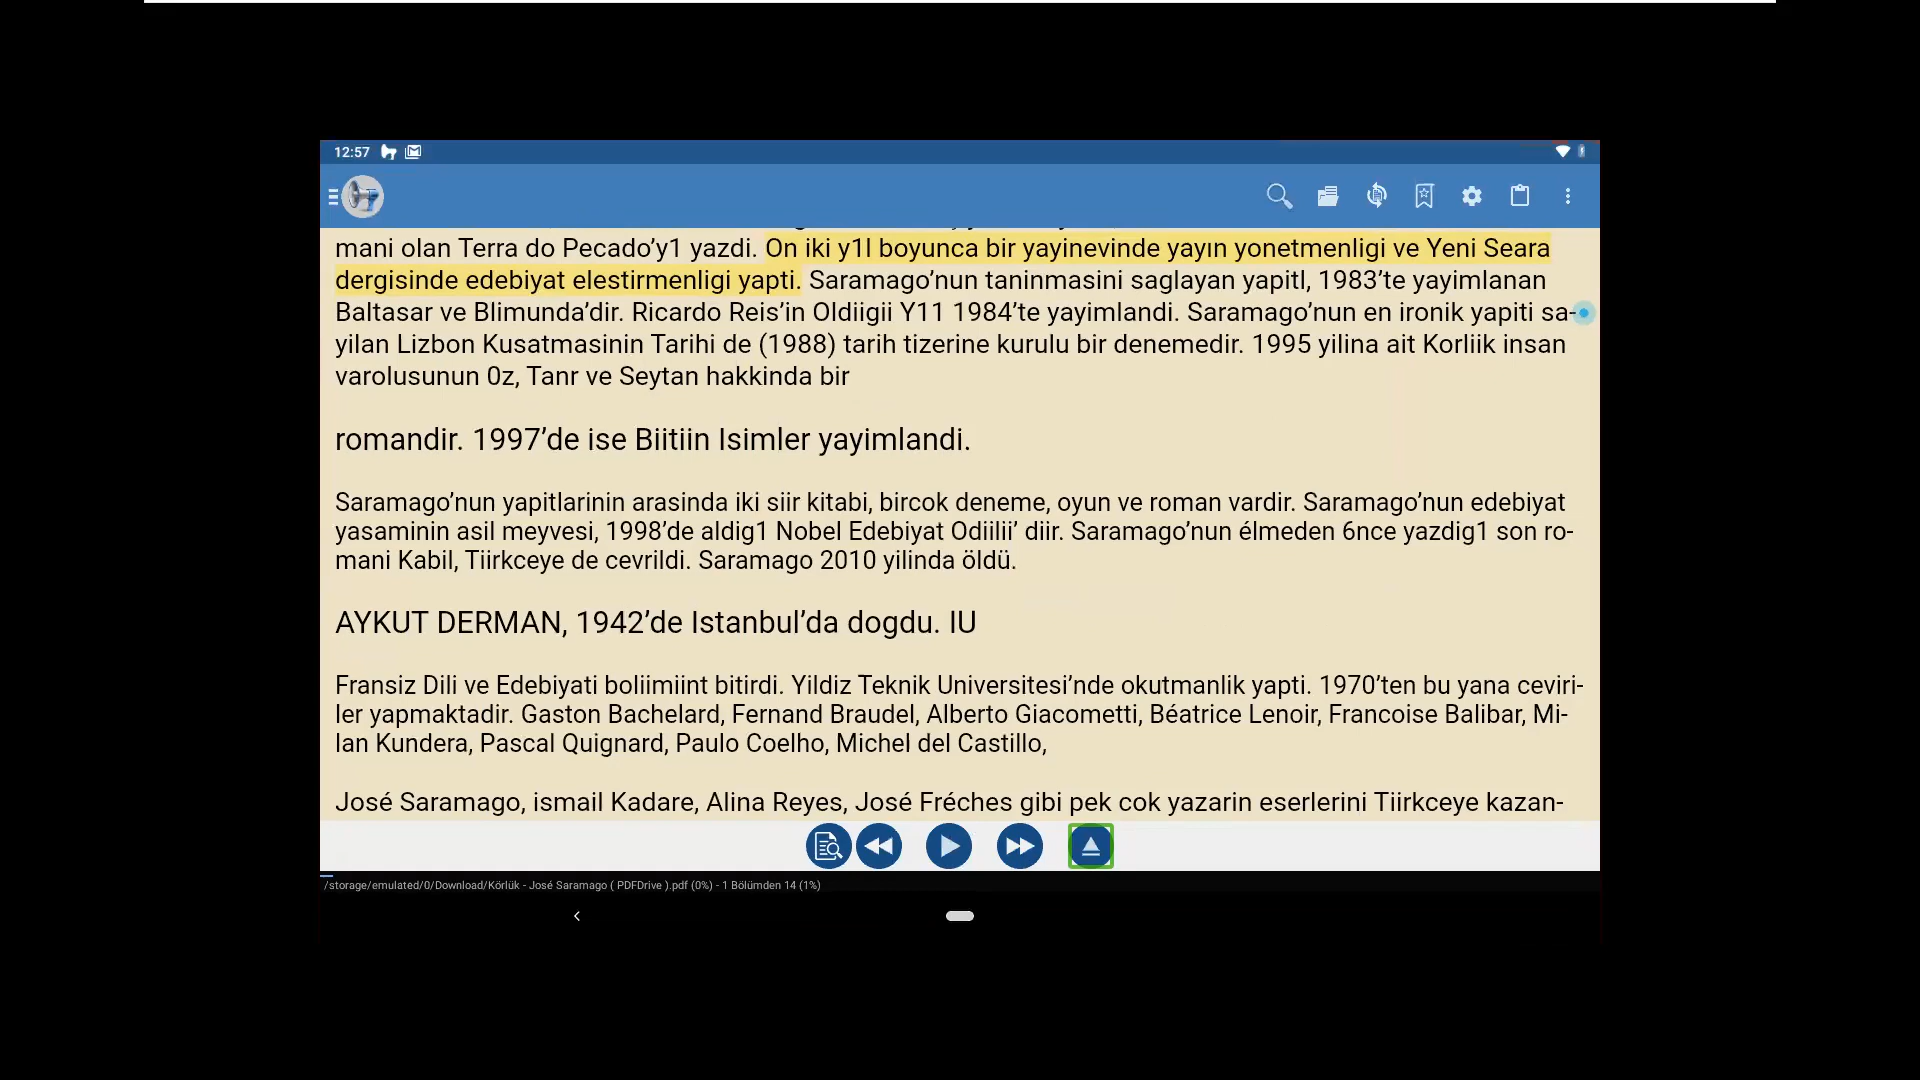 12:57
mani olan Terra do Pecado’y1 yazdi. On iki y1l boyunca bir yayinevinde yayın yonetmenligi ve Yeni Seara
dergisinde edebiyat elestirmenligi yapti. Saramago’nun taninmasini saglayan yapitl, 1983’te yayimlanan
Baltasar ve Blimunda’dir. Ricardo Reis’in Oldiigii Y11 1984’te yayimlandi. Saramago’nun en ironik yapiti sa-
yilan Lizbon Kusatmasinin Tarihi de (1988) tarih tizerine kurulu bir denemedir. 1995 yilina ait Korliik insan
varolusunun 0z, Tanr ve Seytan hakkinda bir
romandir. 1997’de ise Biitiin Isimler yayimlandi.
Saramago’nun yapitlarinin arasinda iki siir kitabi, bircok deneme, oyun ve roman vardir. Saramago’nun edebiyat
yasaminin asil meyvesi, 1998’de aldig1 Nobel Edebiyat Odiilii’ diir. Saramago’nun élmeden 6nce yazdig1 son ro-
mani Kabil, Tiirkceye de cevrildi. Saramago 2010 yilinda öldü.
AYKUT DERMAN, 1942’de Istanbul’da dogdu. IU
Fransiz Dili ve Edebiyati boliimiint bitirdi. Yildiz Teknik Universitesi’nde okutmanlik yapti. 1970’ten bu yana ceviri-
ler yapmaktadir. Gaston Bachelard, Fernand Braudel, Alberto Giacometti, Béatrice Lenoir, Francoise Balibar, Mi-
lan Kundera, Pascal Quignard, Paulo Coelho, Michel del Castillo,
José Saramago, ismail Kadare, Alina Reyes, José Fréches gibi pek cok yazarin eserlerini Tiirkceye kazan-
/storage/emulated/0/Download/Körlük - José Saramago ( PDFDrive ).pdf (0%) - 1 Bölümden 14 (1%)